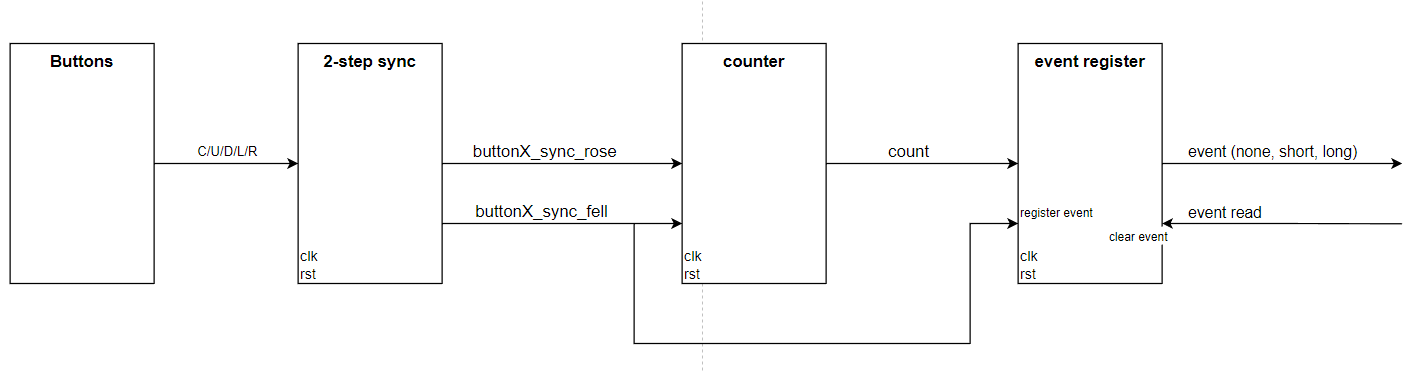 Buttons
2-step sync
counter
event register
C/U/D/L/R
buttonX_sync_rose
count
event (none, short, long)
buttonX_sync_fell
register event
event read
clear event
clk
rst
clk
rst
clk
rst